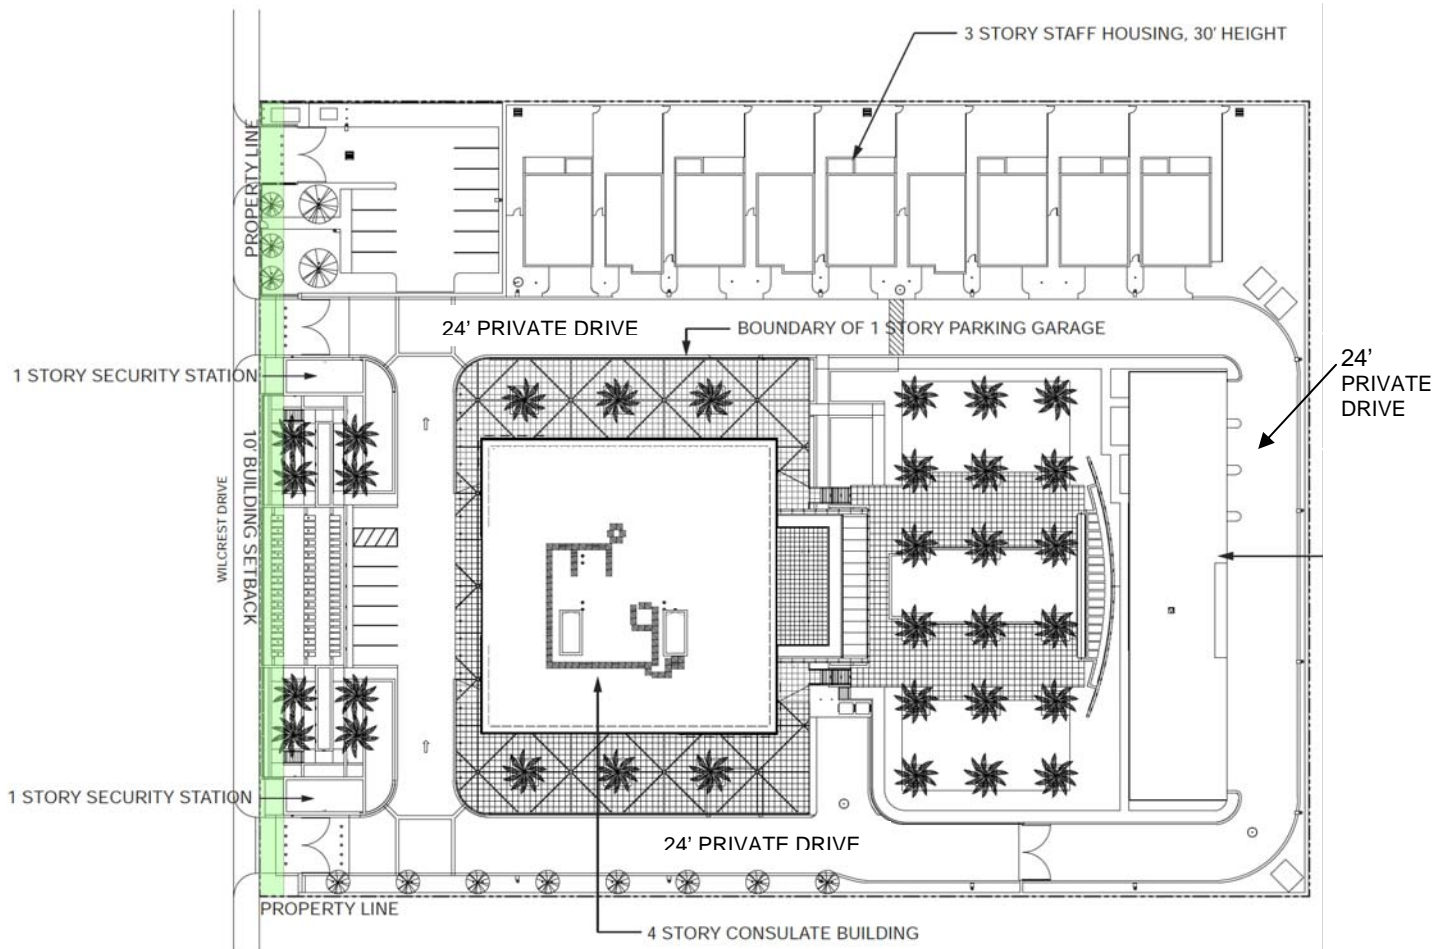 3 STORY STAFF HOUSING, 30' HEIGHT
PROPERTY LINE
24' PRIVATE DRIVE
BOUNDARY OF 1 STORY PARKING GARAGE
24'
PRIVATE
DRIVE
1 STORY SECURITY STATION
10' BUILDING SETBACK
WILCREST DRIVE
1 STORY SECURITY STATION
24' PRIVATE DRIVE
PROPERTY LINE
4 STORY CONSULATE BUILDING